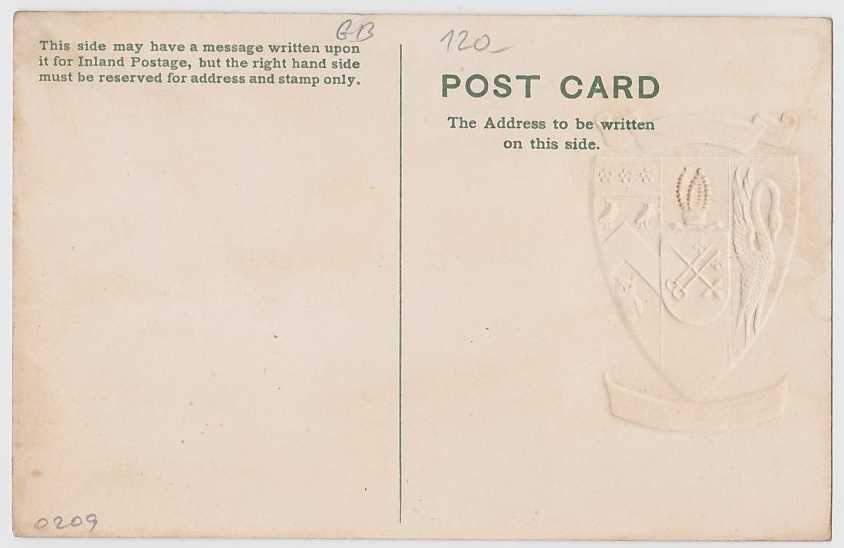 GB
This side may have a message written upon
it for Inland Postage, but the right hand side
must be reserved for address and stamp only.
120
POST CARD
The Address to be written
on this side.
0209